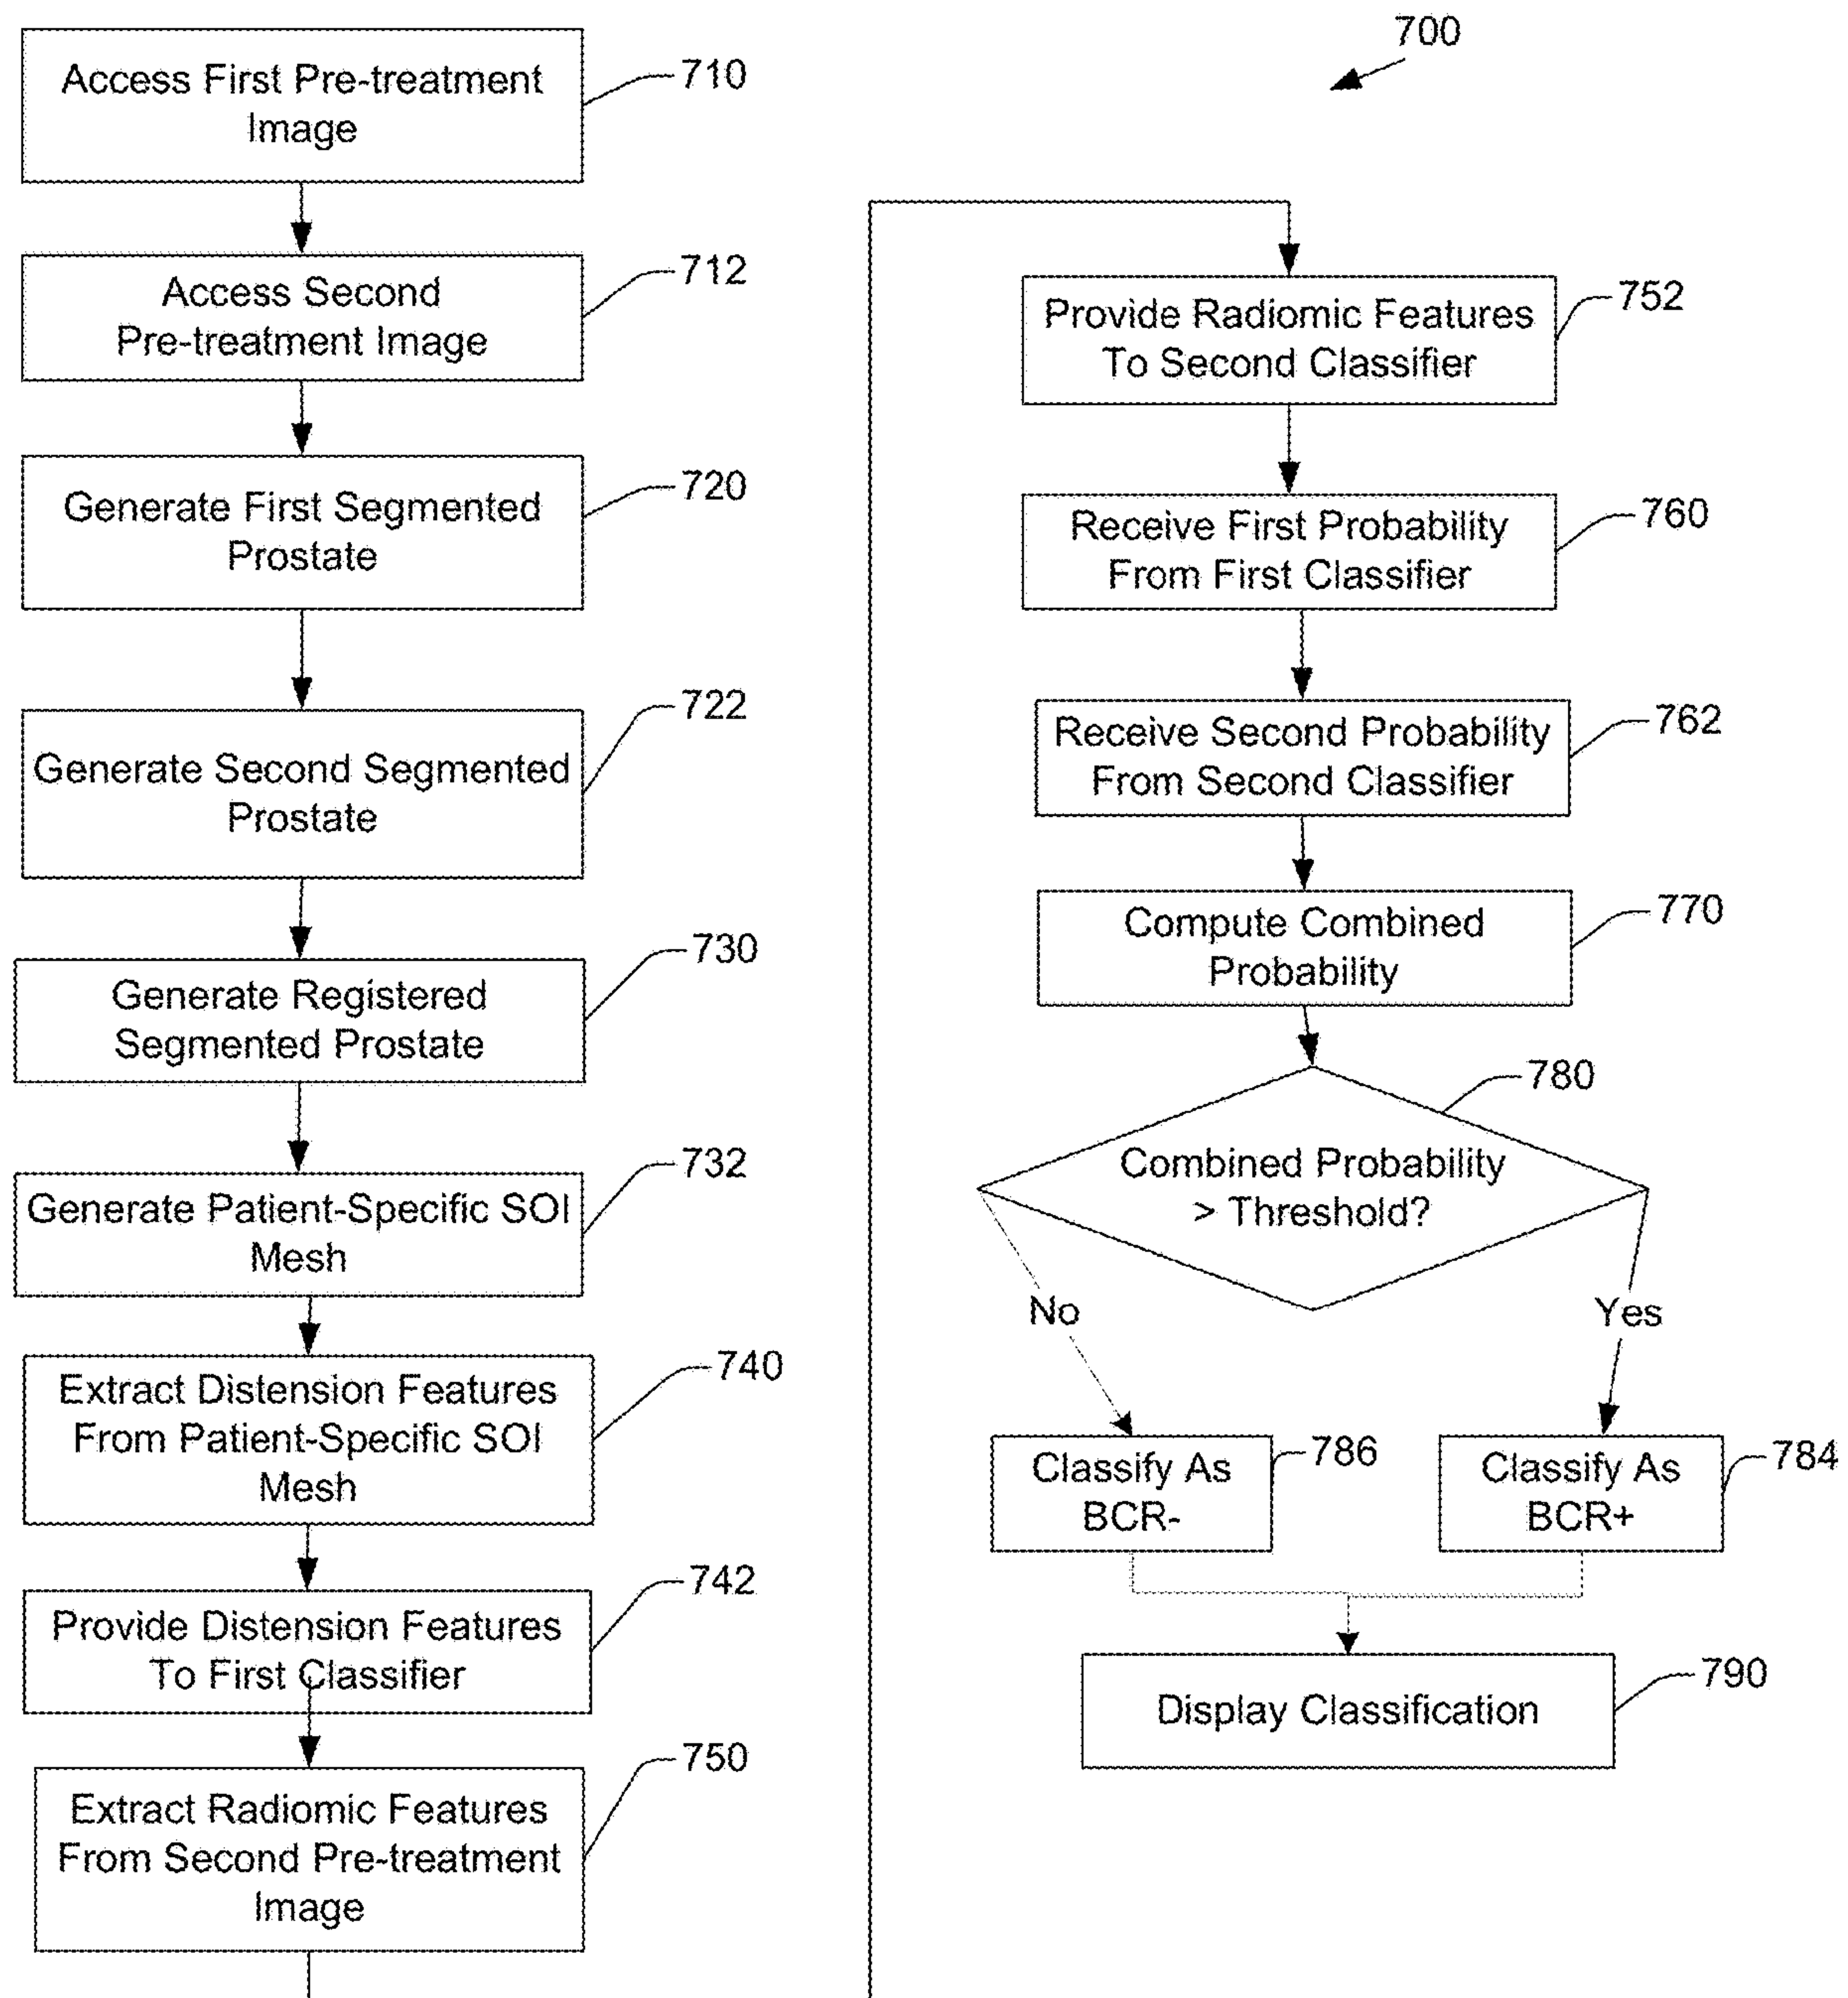 700
Access First Pre-treatment
Image
710
Access Second
Pre-treatment Image
712
Generate First Segmented
Prostate
720
Generate Second Segmented
Prostate
722
Generate Registered
Segmented Prostate
730
Generate Patient-Specific SOI
Mesh
732
Extract Distension Features
From Patient-Specific SOI
Mesh
740
Provide Distension Features
To First Classifier
742
Extract Radiomic Features
From Second Pre-treatment
Image
750
Provide Radiomic Features
To Second Classifier
752
Receive First Probability
From First Classifier
760
Receive Second Probability
From Second Classifier
762
Compute Combined
Probability
770
Combined Probability
> Threshold?
780
No
Yes
Classify As
BCR-
786
Classify As
BCR+
784
Display Classification
790